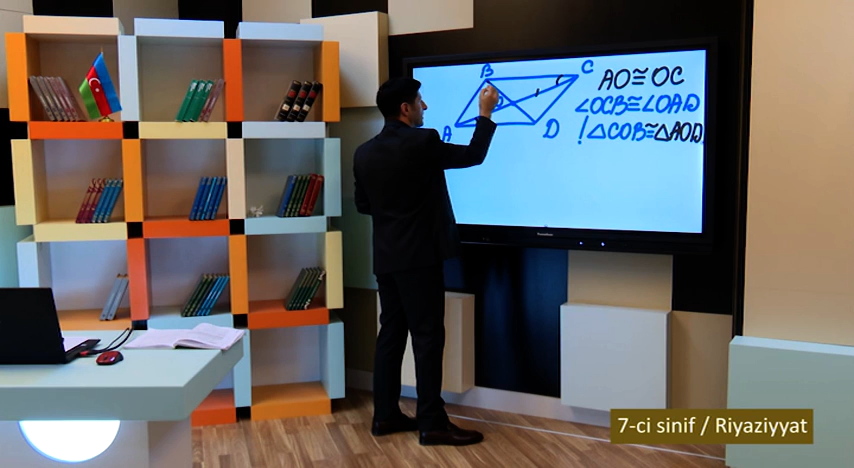 B
C
A
D
AO≅OC
∠OCB≅∠OAD
!△COB≅△AOD
7-ci sinif / Riyaziyyat